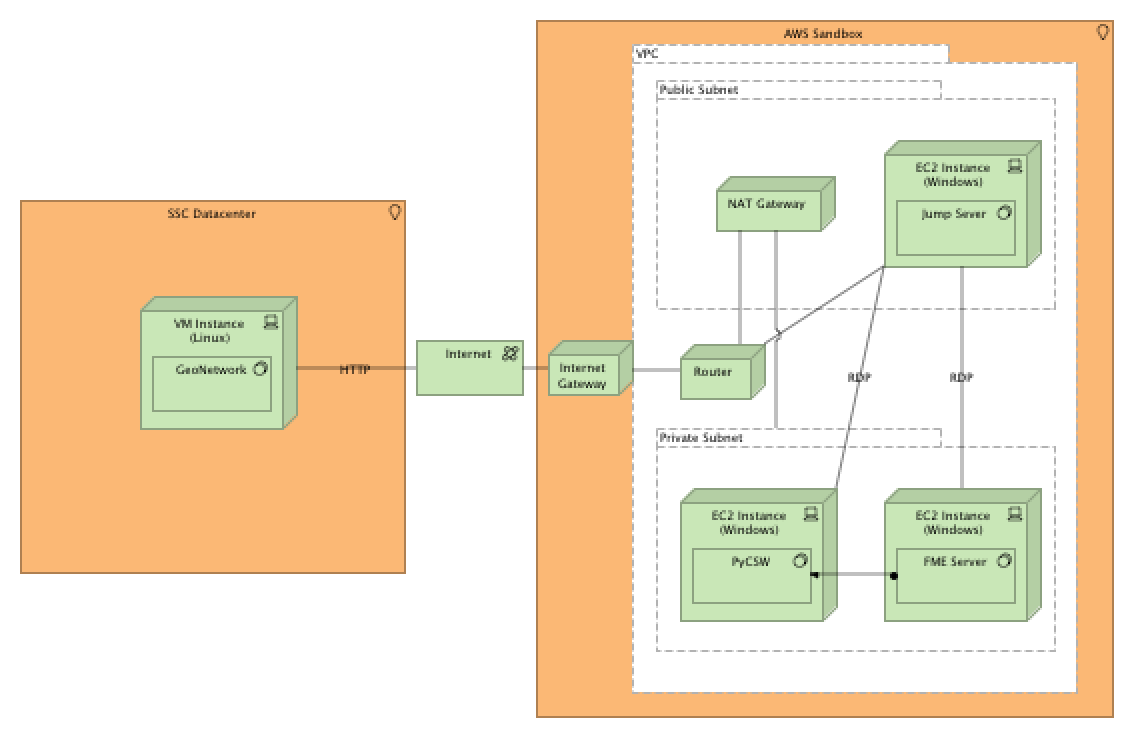 AWS Sandbox
VPC
Public Subnet
EC2 Instance
(Windows)
Jump Sever
NAT Gateway
SSC Datacenter
VM Instance
(Linux)
GeoNetwork
HTTP
Internet
Internet
Gateway
Router
RDP
RDP
Private Subnet
EC2 Instance
(Windows)
PyCSW
EC2 Instance
(Windows)
FME Server